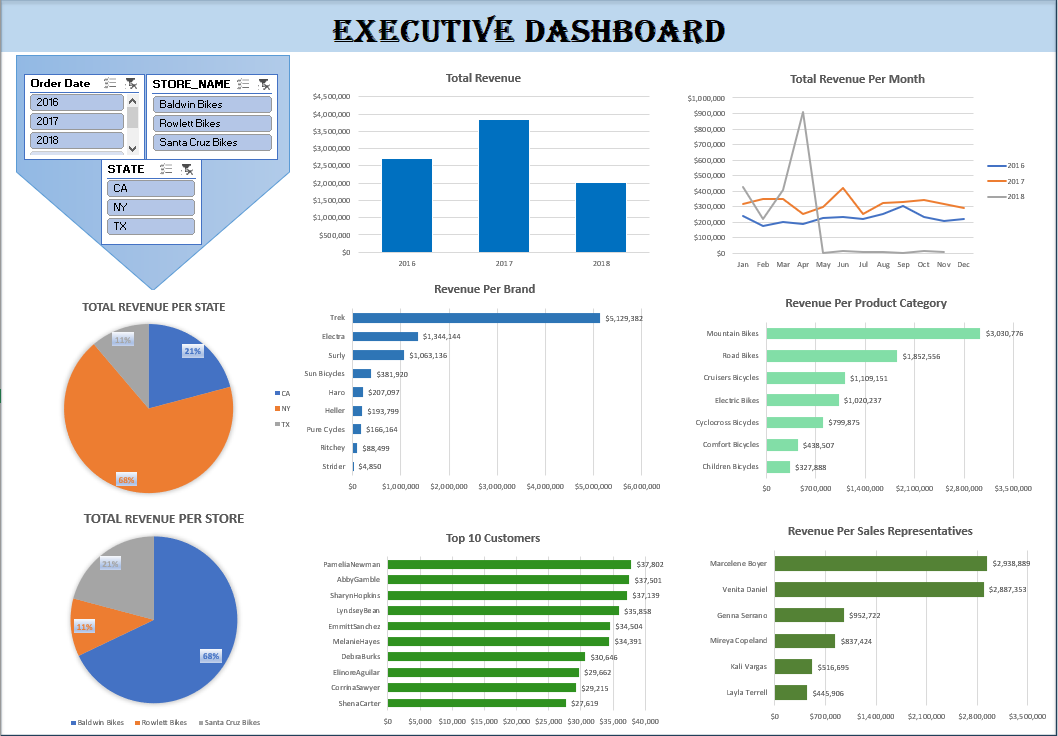 EXECUTIVE DASHBOARD
Order Date
2016
2017
2018
STORE_NAME
Baldwin Bikes
Rowlett Bikes
Santa Cruz Bikes
STATE
CA
NY
TX
Total Revenue
$4,500,000
$4,000,000
$3,500,000
$3,000,000
$2,500,000
$2,000,000
$1,500,000
$1,000,000
$500,000
$0
2016 2017 2018
Total Revenue Per Month
$1,000,000
$900,000
$800,000
$700,000
$600,000
$500,000
$400,000
$300,000
$200,000
$100,000
$0
Jan Feb Mar Apr May Jun Jul Aug Sep Oct Nov Dec
2016
2017
2018
TOTAL REVENUE PER STATE
11%
21%
68%
CA
NY
TX
Revenue Per Brand
Trek $5,129,382
Electra $1,344,144
Surly $1,063,136
Sun Bicycles $381,920
Haro $207,097
Heller $193,799
Pure Cycles $166,164
Ritchey $88,499
Strider $4,850
$0 $1,000,000 $2,000,000 $3,000,000 $4,000,000 $5,000,000 $6,000,000
Revenue Per Product Category
Mountain Bikes $3,030,776
Road Bikes $1,852,556
Cruisers Bicycles $1,109,151
Electric Bikes $1,020,237
Cyclocross Bicycles $799,875
Comfort Bicycles $438,507
Children Bicycles $327,888
$0 $700,000 $1,400,000 $2,100,000 $2,800,000 $3,500,000
TOTAL REVENUE PER STORE
21%
11%
68%
Baldwin Bikes Rowlett Bikes Santa Cruz Bikes
Top 10 Customers
PameliaNewman $37,802
AbbyGamble $37,501
SharynHopkins $37,139
LyndseyBean $35,858
EmmittSanchez $34,504
MelanieHayes $34,391
DebraBurks $30,646
ElinoreAguilar $29,662
CorrinaSawyer $29,215
ShenaCarter $27,619
$0 $5,000 $10,000 $15,000 $20,000 $25,000 $30,000 $35,000 $40,000
Revenue Per Sales Representatives
Marcelene Boyer $2,938,889
Venita Daniel $2,887,353
Genna Serrano $952,722
Mireya Copeland $837,424
Kali Vargas $516,695
Layla Terrell $445,906
$0 $700,000 $1,400,000 $2,100,000 $2,800,000 $3,500,000